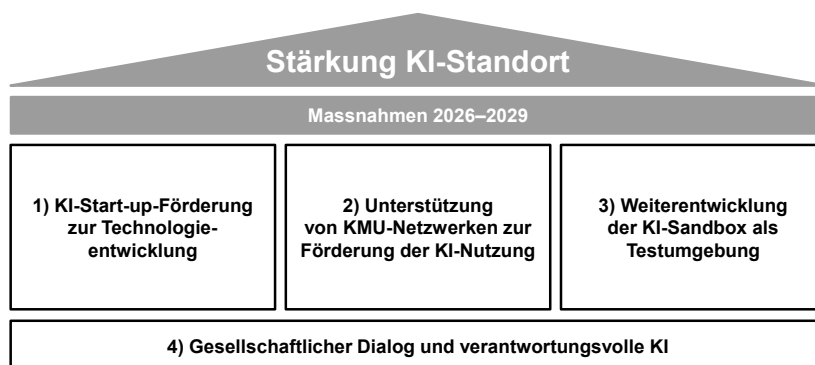 Stärkung KI-Standort
Massnahmen 2026–2029
1) KI-Start-up-Förderung
zur Technologie-
entwicklung
2) Unterstützung
von KMU-Netzwerken zur
Förderung der KI-Nutzung
3) Weiterentwicklung
der KI-Sandbox als
Testumgebung
4) Gesellschaftlicher Dialog und verantwortungsvolle KI